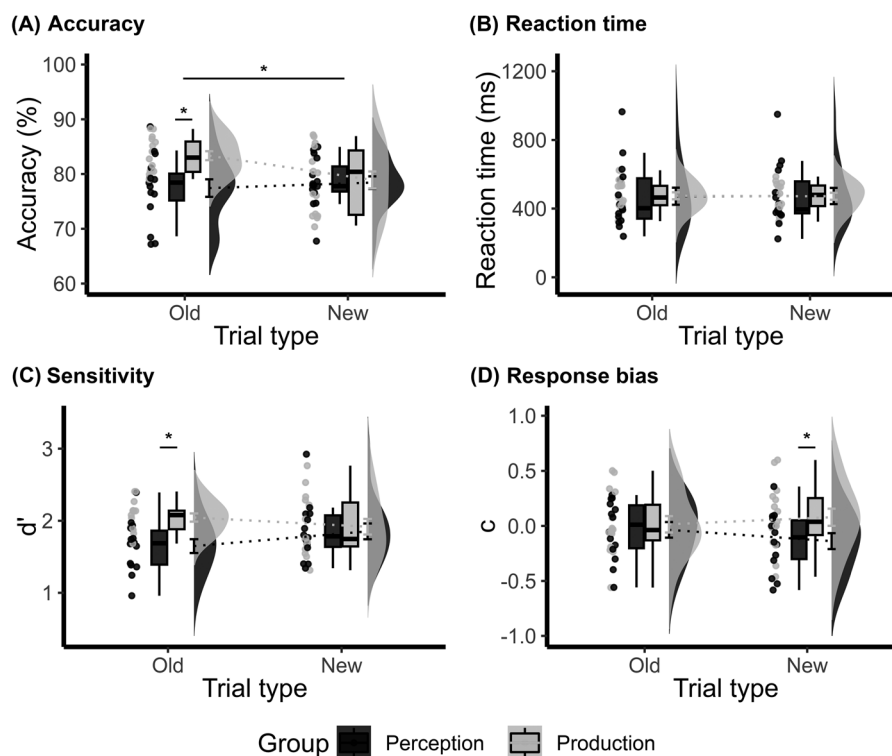 (A) Accuracy
Accuracy (%)
100
90
80
70
60
*
*
Old
New
Trial type
(B) Reaction time
Reaction time (ms)
1200
800
400
0
Old
New
Trial type
(C) Sensitivity
d'
3
2
1
*
Old
New
Trial type
(D) Response bias
c
1.0
0.5
0.0
-0.5
-1.0
*
Old
New
Trial type
Group Perception Production